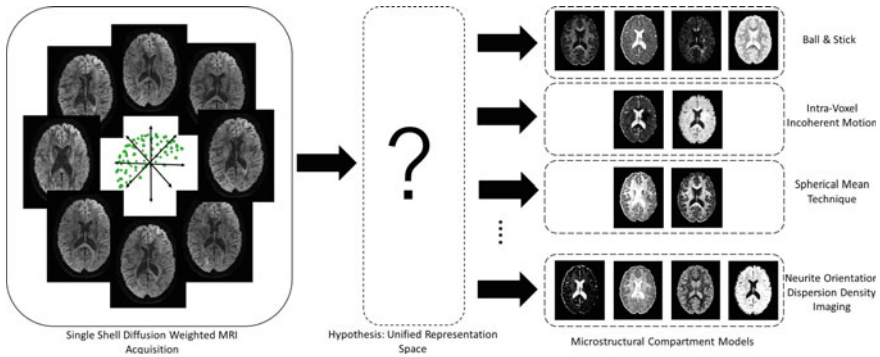 Ball & Stick
Intra-Voxel
Incoherent Motion
?
Spherical Mean
Technique
Neurite Orientation
Dispersion Density
Imaging
Single Shell Diffusion Weighted MRI
Acquisition
Hypothesis: Unified Representation
Space
Microstructural Compartment Models